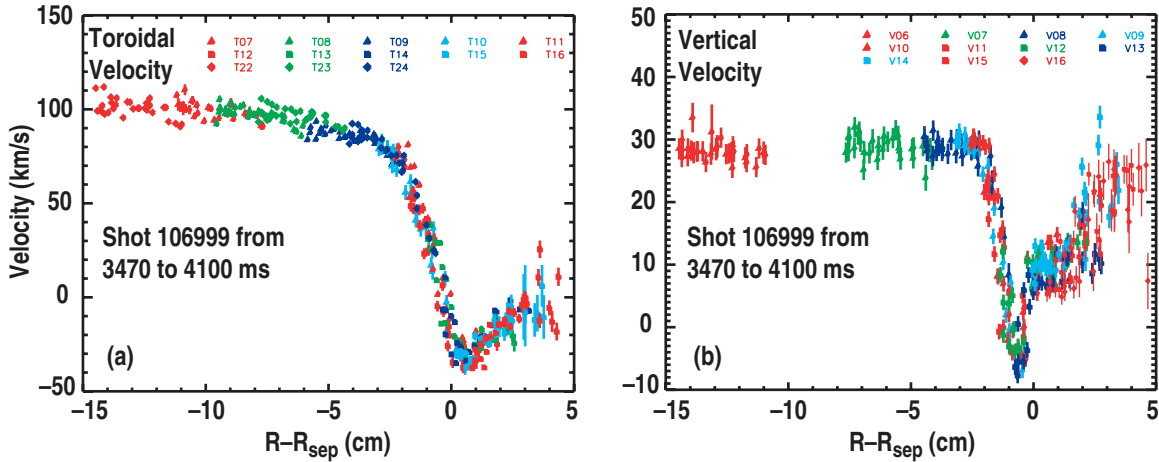 Toroidal
Velocity
T07 T08 T09 T10 T11
T12 T13 T14 T15 T16
T22 T23 T24
150
100
50
0
−50
Velocity (km/s)
Shot 106999 from
3470 to 4100 ms
(a)
−15 −10 −5 0 5
R−Rsep (cm)
Vertical
Velocity
V06 V07 V08 V09
V10 V11 V12 V13
V14 V15 V16
50
40
30
20
10
0
−10
Shot 106999 from
3470 to 4100 ms
(b)
−15 −10 −5 0 5
R−Rsep (cm)